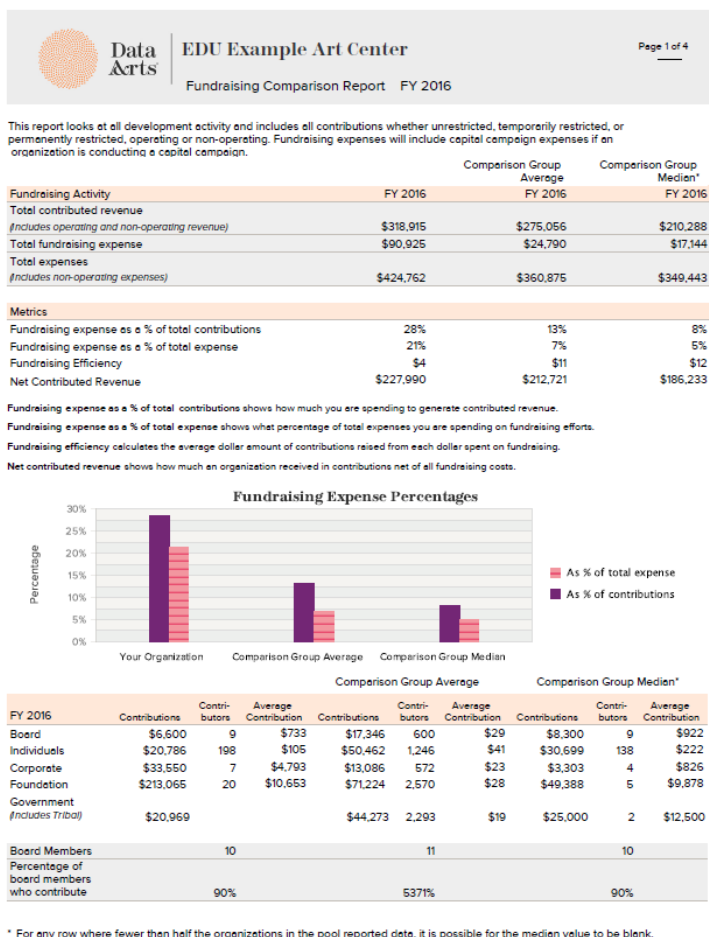 Data
&rts
EDU Example Art Center
Page 1 of 4
Fundraising Comparison Report FY 2016
This report looks at all development activity and includes all contributions whether unrestricted, temporarily restricted, or
permanently restricted, operating or non-operating. Fundraising expenses will include capital campaign expenses if an
organization is conducting a capital campaign.
Comparison Group Average Comparison Group Median*
Fundraising Activity FY 2016 FY 2016 FY 2016
Total contributed revenue
(Includes operating and non-operating revenue) $318,915 $275,056 $210,288
Total fundraising expense $90,925 $24,790 $17,144
Total expenses
(Includes non-operating expenses) $424,762 $360,875 $349,443
Metrics
Fundraising expense as a % of total contributions 28% 13% 8%
Fundraising expense as a % of total expense 21% 7% 5%
Fundraising Efficiency $4 $11 $12
Net Contributed Revenue $227,990 $212,721 $186,233
Fundraising expense as a % of total contributions shows how much you are spending to generate contributed revenue.
Fundraising expense as a % of total expense shows what percentage of total expenses you are spending on fundraising efforts.
Fundraising efficiency calculates the average dollar amount of contributions raised from each dollar spent on fundraising.
Net contributed revenue shows how much an organization received in contributions net of all fundraising costs.
Fundraising Expense Percentages
Percentage
30%
25%
20%
15%
10%
5%
0%
Your Organization Comparison Group Average Comparison Group Median
As % of total expense
As % of contributions
Comparison Group Average Comparison Group Median*
FY 2016 Contributions Contri-butors Average Contribution Contributions Contri-butors Average Contribution Contributions Contri-butors Average Contribution
Board $6,600 9 $733 $17,346 600 $29 $8,300 9 $922
Individuals $20,786 198 $105 $50,462 1,246 $41 $30,699 138 $222
Corporate $33,550 7 $4,793 $13,086 572 $23 $3,303 4 $826
Foundation $213,065 20 $10,653 $71,224 2,570 $28 $49,388 5 $9,878
Government
(Includes Tribal) $20,969 $44,273 2,293 $19 $25,000 2 $12,500
Board Members 10 11 10
Percentage of
board members
who contribute 90% 5371% 90%
* For any row where fewer than half the organizations in the pool reported data, it is possible for the median value to be blank.